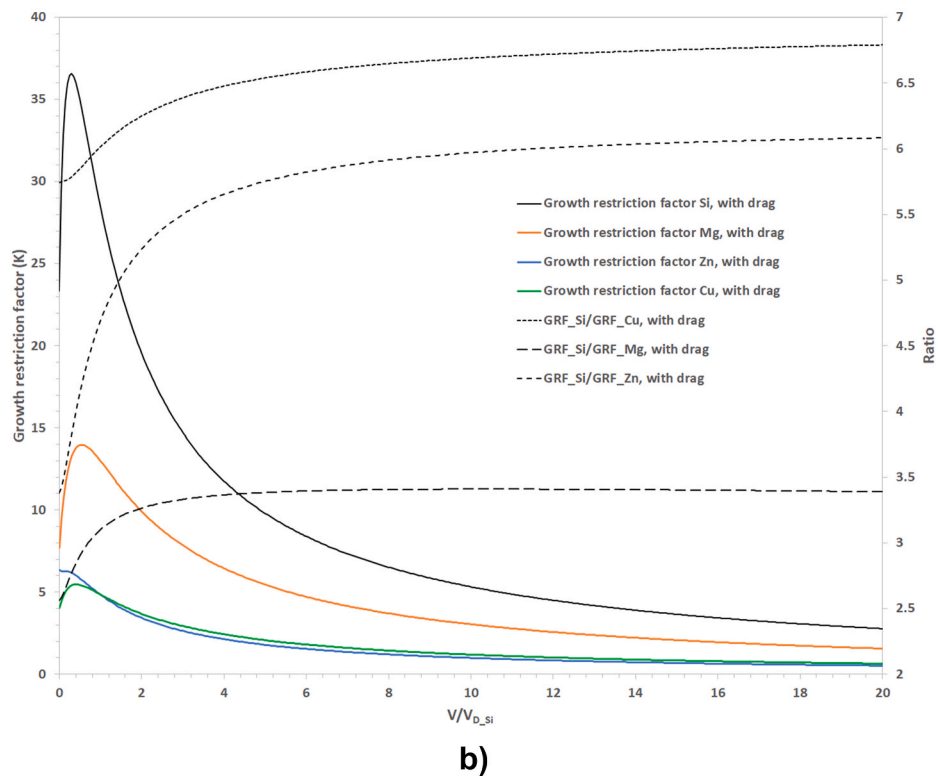 40
35
30
25
20
15
10
5
0
Growth restriction factor (K)
7
6.5
6
5.5
5
4.5
4
3.5
3
2.5
2
Ratio
Growth restriction factor Si, with drag
Growth restriction factor Mg, with drag
Growth restriction factor Zn, with drag
Growth restriction factor Cu, with drag
GRF_Si/GRF_Cu, with drag
GRF_Si/GRF_Mg, with drag
GRF_Si/GRF_Zn, with drag
0 2 4 6 8 10 12 14 16 18 20
V/V_D_Si
b)